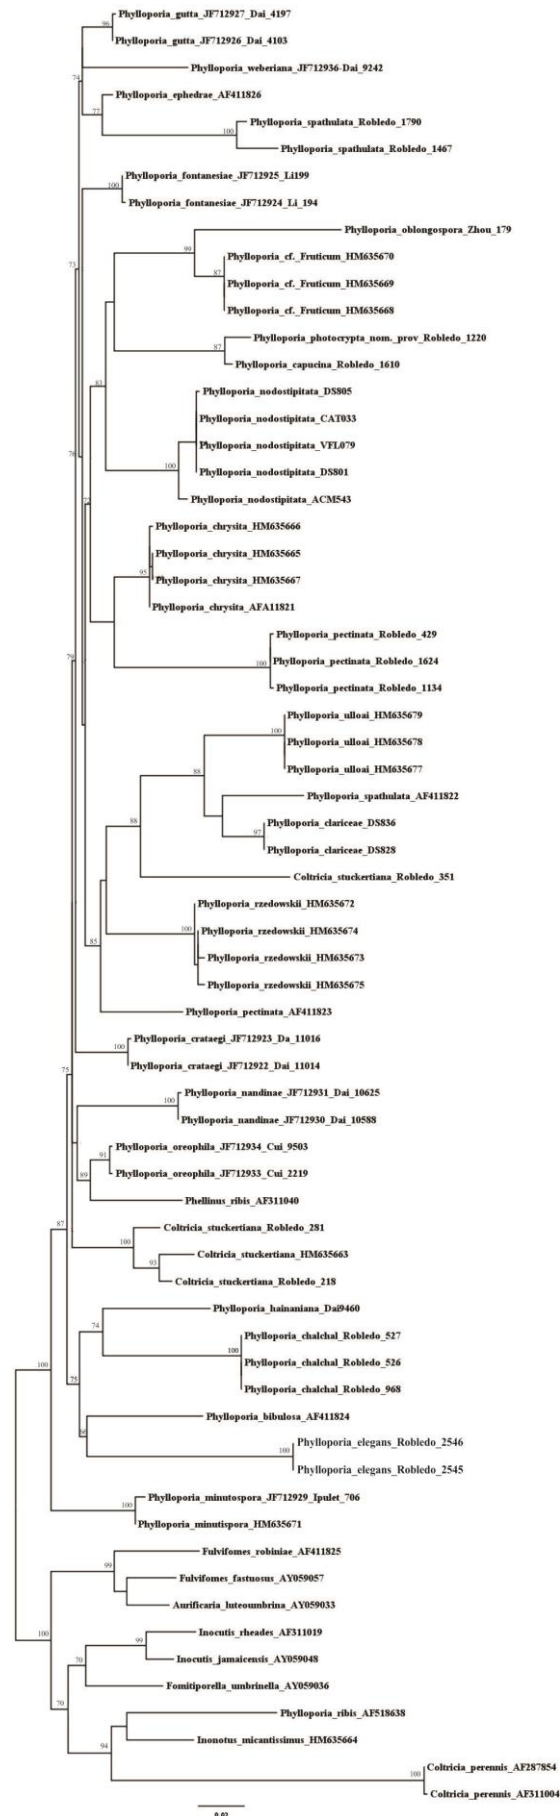 Phylloporia_gutta_JF712927_Dai_4197
96
Phylloporia_gutta_JF712926_Dai_4103
Phylloporia_weberiana_JF712936-Dai_9242
74
Phylloporia_ephedrae_AF411826
77
Phylloporia_spathulata_Robledo_1790
100
Phylloporia_spathulata_Robledo_1467
Phylloporia_fontanesiae_JF712925_Li199
100
Phylloporia_fontanesiae_JF712924_Li_194
Phylloporia_oblongospora_Zhou_179
99
Phylloporia_cf._Fruticum_HM635670
73
87
Phylloporia_cf._Fruticum_HM635669
Phylloporia_cf._Fruticum_HM635668
Phylloporia_photocrypta_nom._prov_Robledo_1220
87
Phylloporia_capucina_Robledo_1610
83
Phylloporia_nodostipitata_DS805
Phylloporia_nodostipitata_CAT033
Phylloporia_nodostipitata_VFL079
76
100
Phylloporia_nodostipitata_DS801
Phylloporia_nodostipitata_ACM543
Phylloporia_chrysita_HM635666
Phylloporia_chrysita_HM635665
95
Phylloporia_chrysita_HM635667
Phylloporia_chrysita_AFA11821
Phylloporia_pectinata_Robledo_429
79
100
Phylloporia_pectinata_Robledo_1624
Phylloporia_pectinata_Robledo_1134
Phylloporia_ulloai_HM635679
100
Phylloporia_ulloai_HM635678
Phylloporia_ulloai_HM635677
88
Phylloporia_spathulata_AF411822
88
Phylloporia_clariceae_DS836
97
Phylloporia_clariceae_DS828
Coltricia_stuckertiana_Robledo_351
Phylloporia_rzedowskii_HM635672
100
Phylloporia_rzedowskii_HM635674
85
Phylloporia_rzedowskii_HM635673
Phylloporia_rzedowskii_HM635675
Phylloporia_pectinata_AF411823
Phylloporia_crataegi_JF712923_Da_11016
100
Phylloporia_crataegi_JF712922_Dai_11014
75
Phylloporia_nandinae_JF712931_Dai_10625
100
Phylloporia_nandinae_JF712930_Dai_10588
Phylloporia_oreophila_JF712934_Cui_9503
91
Phylloporia_oreophila_JF712933_Cui_2219
89
Phellinus_ribis_AF311040
87
Coltricia_stuckertiana_Robledo_281
100
Coltricia_stuckertiana_HM635663
93
Coltricia_stuckertiana_Robledo_218
Phylloporia_hainaniana_Dai9460
74
Phylloporia_chalchal_Robledo_527
100
Phylloporia_chalchal_Robledo_526
100
75
Phylloporia_chalchal_Robledo_968
Phylloporia_bibulosa_AF411824
Phylloporia_elegans_Robledo_2546
100
Phylloporia_elegans_Robledo_2545
Phylloporia_minutospora_JF712929_Ipulet_706
100
Phylloporia_minutispora_HM635671
Fulvifomes_robiniae_AF411825
99
Fulvifomes_fastuosus_AY059057
Aurificaria_luteoumbrina_AY059033
100
Inocutis_rheades_AF311019
99
Inocutis_jamaicensis_AY059048
70
Fomitiporella_umbrinella_AY059036
70
Phylloporia_ribis_AF518638
Inonotus_micantissimus_HM635664
94
Coltricia_perennis_AF287854
100
Coltricia_perennis_AF311004